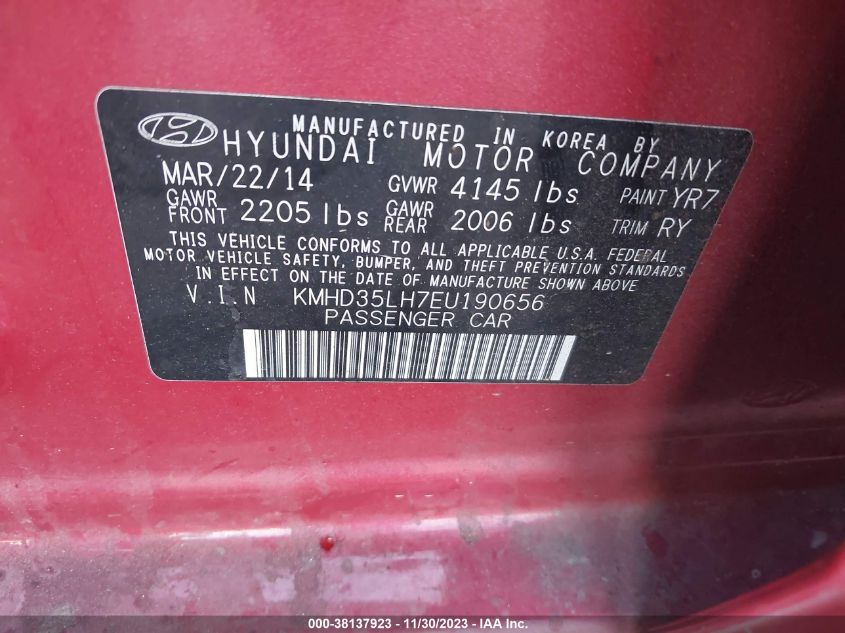 MANUFACTURED IN KOREA BY
HYUNDAI MOTOR COMPANY
MAR/22/14 GVWR 4145 lbs PAINT YR7
GAWR FRONT 2205 lbs GAWR REAR 2006 lbs TRIM RY
THIS VEHICLE CONFORMS TO ALL APPLICABLE U.S.A. FEDERAL
MOTOR VEHICLE SAFETY, BUMPER, AND THEFT PREVENTION STANDARDS
IN EFFECT ON THE DATE OF MANUFACTURE SHOWN ABOVE
V.I.N KMHD35LH7EU190656
PASSENGER CAR
000-38137923 - 11/30/2023 - IAA Inc.